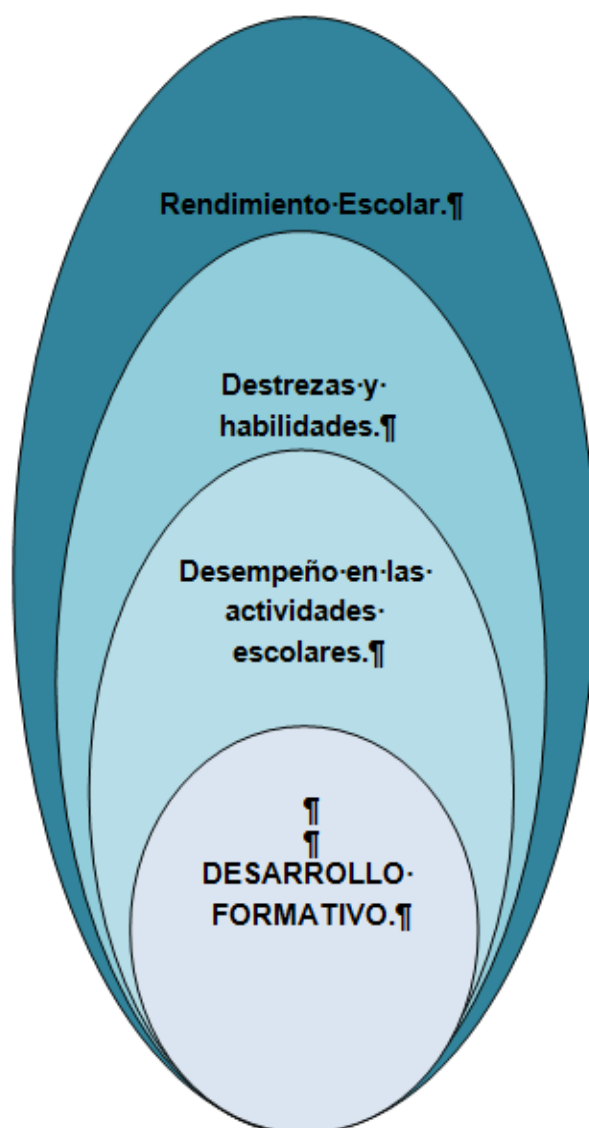 Rendimiento·Escolar.¶
Destrezas·y·
habilidades.¶
Desempeño·en·las·
actividades·
escolares.¶
¶
¶
DESARROLLO·
FORMATIVO.¶